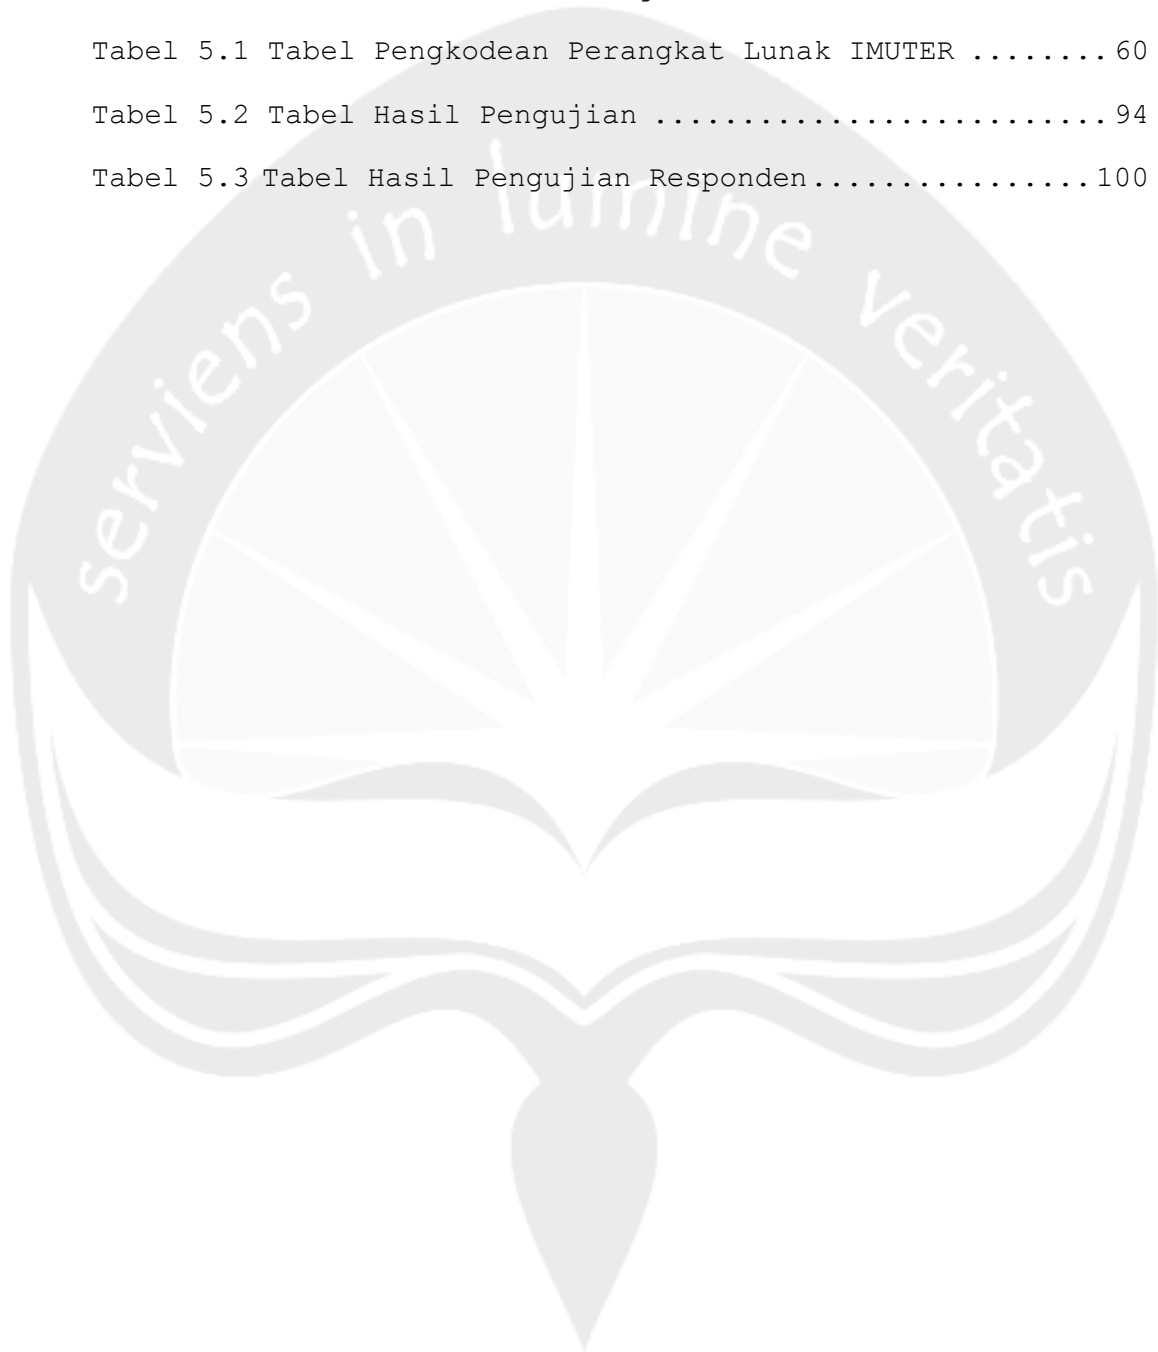 Tabel 5.1 Tabel Pengkodean Perangkat Lunak IMUTER ........ 60
Tabel 5.2 Tabel Hasil Pengujian .......................... 94
Tabel 5.3 Tabel Hasil Pengujian Responden................ 100
serviens in lumine veritatis